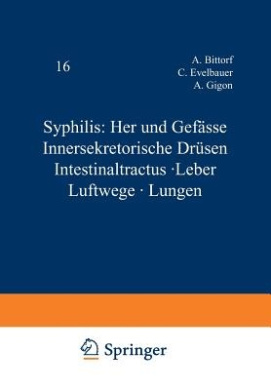 16
A. Bittorf
C. Evelbauer
A. Gigon
Syphilis: Her und Gefässe
Innersekretorische Drüsen
Intestinaltractus ·Leber
Luftwege · Lungen
Springer